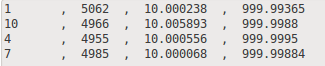 1 , 5062 , 10.000238 , 999.99365
10 , 4966 , 10.005893 , 999.9988
4 , 4955 , 10.000556 , 999.9995
7 , 4985 , 10.000068 , 999.99884